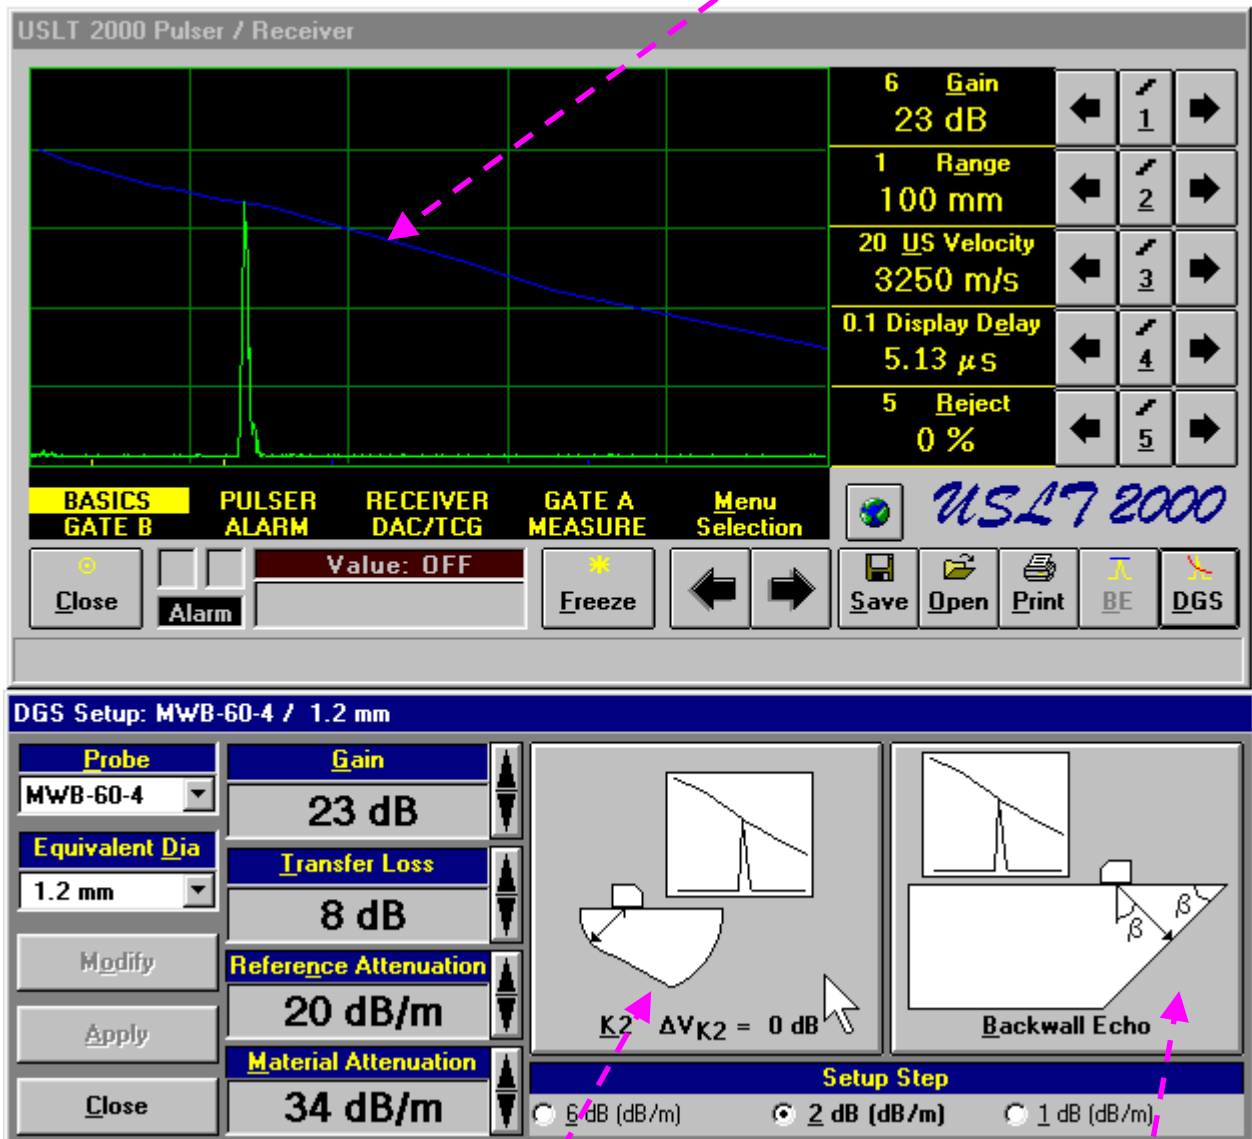 USLT 2000 Pulser / Receiver
6 Gain
23 dB
1
1 Range
100 mm
2
20 US Velocity
3250 m/s
3
0.1 Display Delay
5.13 µs
4
5 Reject
0 %
5
BASICS PULSER RECEIVER GATE A Menu
GATE B ALARM DAC/TCG MEASURE Selection
USLT 2000
Close
Alarm
Value: OFF
Freeze
Save Open Print BE DGS
DGS Setup: MWB-60-4 / 1.2 mm
Probe
MWB-60-4
Equivalent Dia
1.2 mm
Modify
Apply
Close
Gain
23 dB
Transfer Loss
8 dB
Reference Attenuation
20 dB/m
Material Attenuation
34 dB/m
K2 ΔVK2 = 0 dB
β β
Backwall Echo
Setup Step
6 dB (dB/m) 2 dB (dB/m) 1 dB (dB/m)